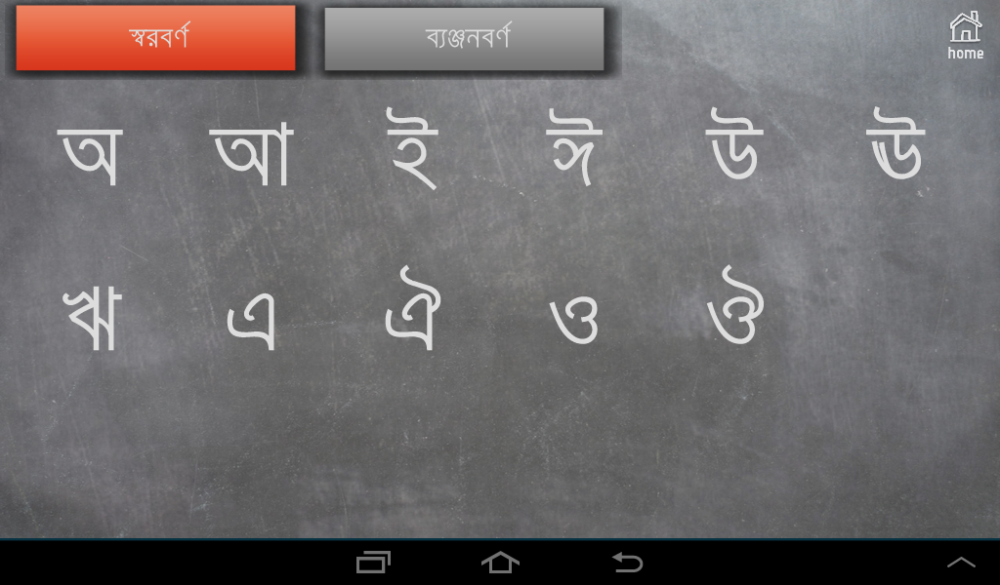 স্বরবর্ণ ব্যঞ্জনবর্ণ
home
অ আ ই ঈ উ ঊ
ঋ এ ঐ ও ঔ